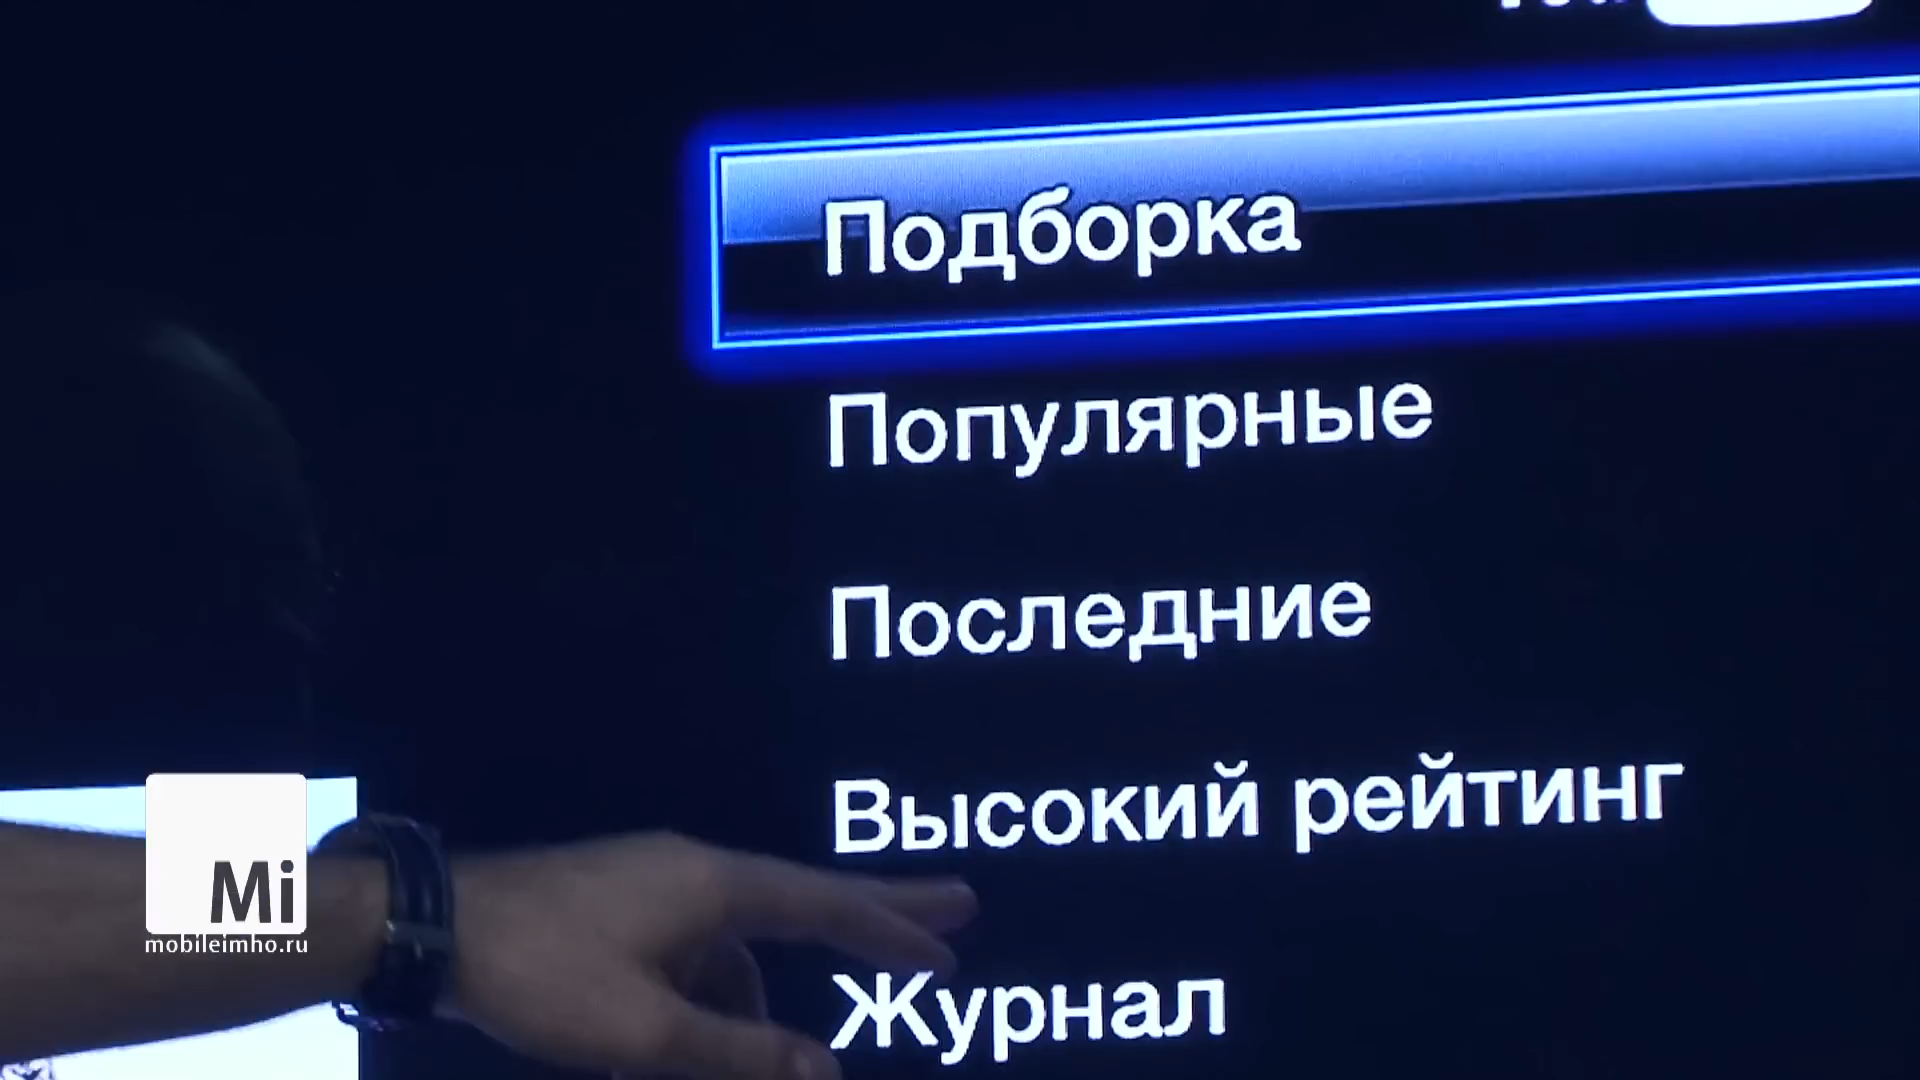 Подборка
Популярные
Последние
Высокий рейтинг
Журнал
Mi
mobileimho.ru